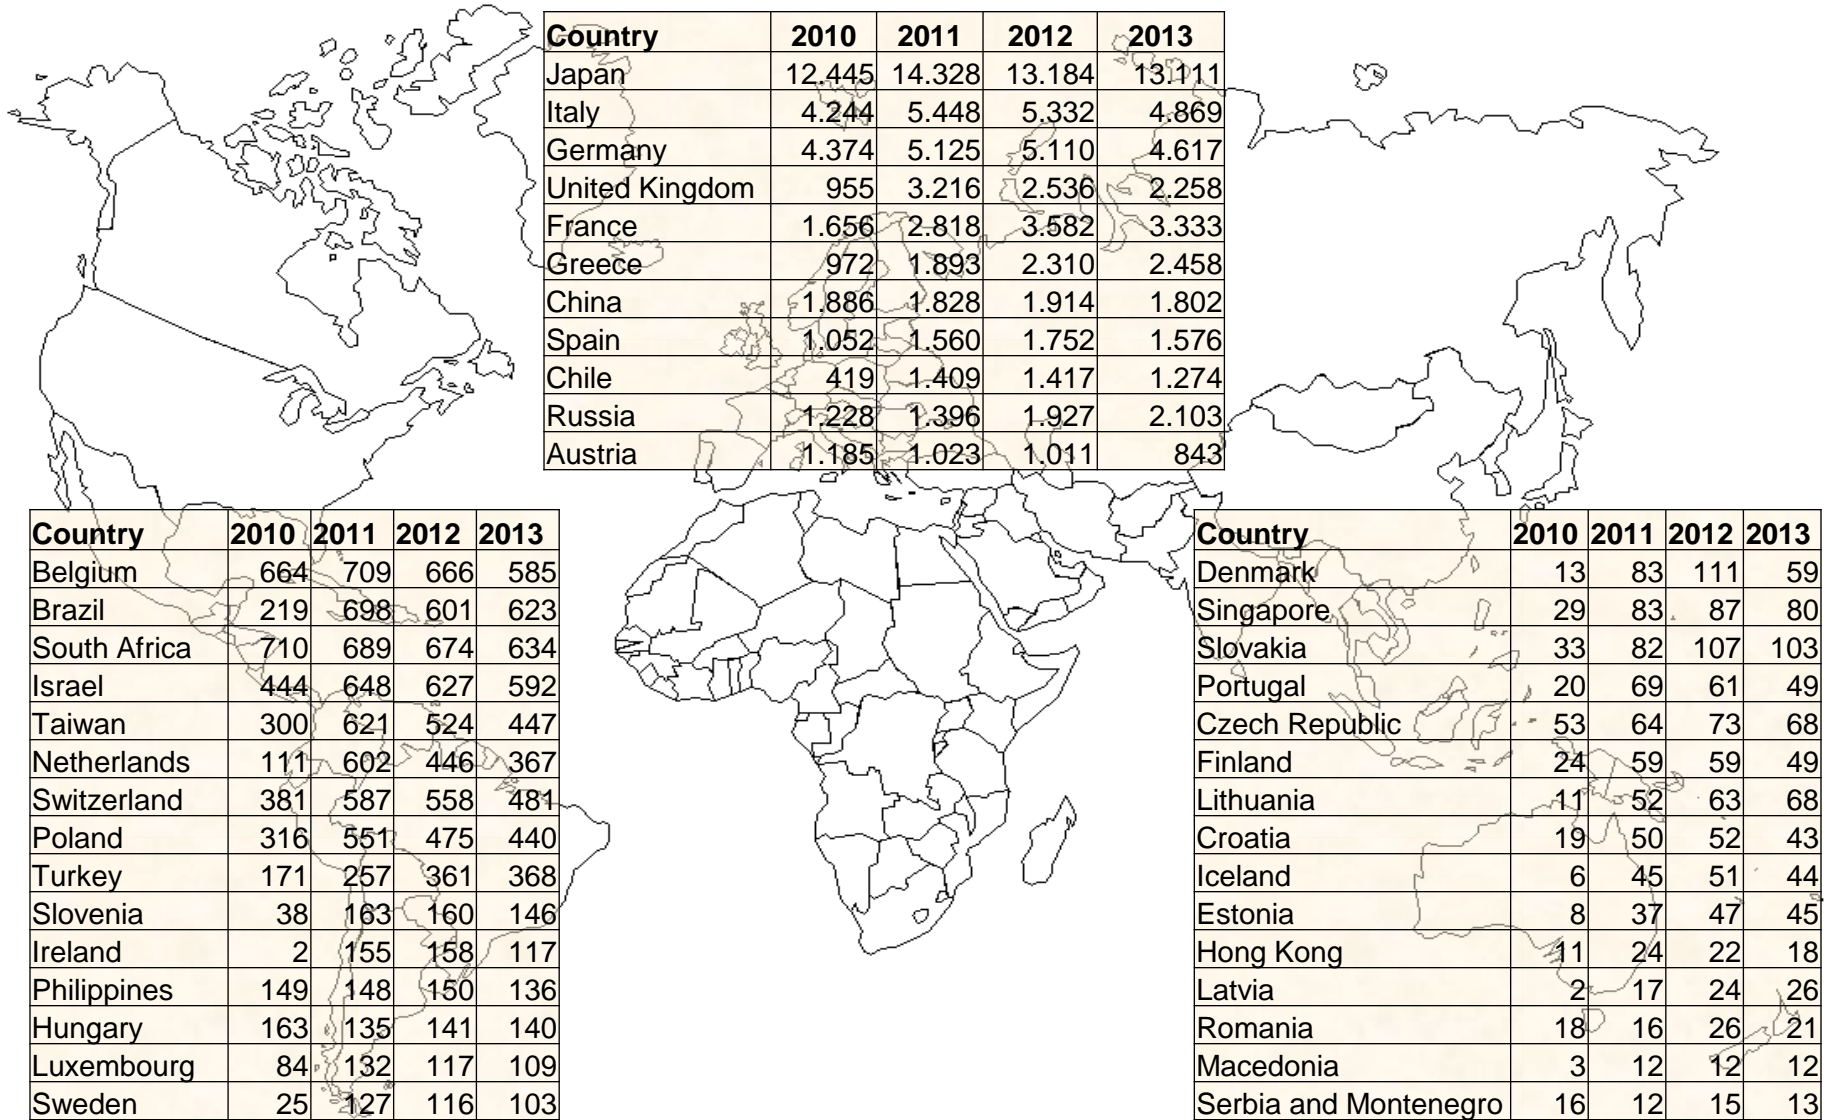 Country 2010 2011 2012 2013
Japan 12.445 14.328 13.184 13.111
Italy 4.244 5.448 5.332 4.869
Germany 4.374 5.125 5.110 4.617
United Kingdom 955 3.216 2.536 2.258
France 1.656 2.818 3.582 3.333
Greece 972 1.893 2.310 2.458
China 1.886 1.828 1.914 1.802
Spain 1.052 1.560 1.752 1.576
Chile 419 1.409 1.417 1.274
Russia 1.228 1.396 1.927 2.103
Austria 1.185 1.023 1.011 843
Country 2010 2011 2012 2013
Belgium 664 709 666 585
Brazil 219 698 601 623
South Africa 710 689 674 634
Israel 444 648 627 592
Taiwan 300 621 524 447
Netherlands 111 602 446 367
Switzerland 381 587 558 481
Poland 316 551 475 440
Turkey 171 257 361 368
Slovenia 38 163 160 146
Ireland 2 155 158 117
Philippines 149 148 150 136
Hungary 163 135 141 140
Luxembourg 84 132 117 109
Sweden 25 127 116 103
Country 2010 2011 2012 2013
Denmark 13 83 111 59
Singapore 29 83 87 80
Slovakia 33 82 107 103
Portugal 20 69 61 49
Czech Republic 53 64 73 68
Finland 24 59 59 49
Lithuania 11 52 63 68
Croatia 19 50 52 43
Iceland 6 45 51 44
Estonia 8 37 47 45
Hong Kong 11 24 22 18
Latvia 2 17 24 26
Romania 18 16 26 21
Macedonia 3 12 12 12
Serbia and Montenegro 16 12 15 13